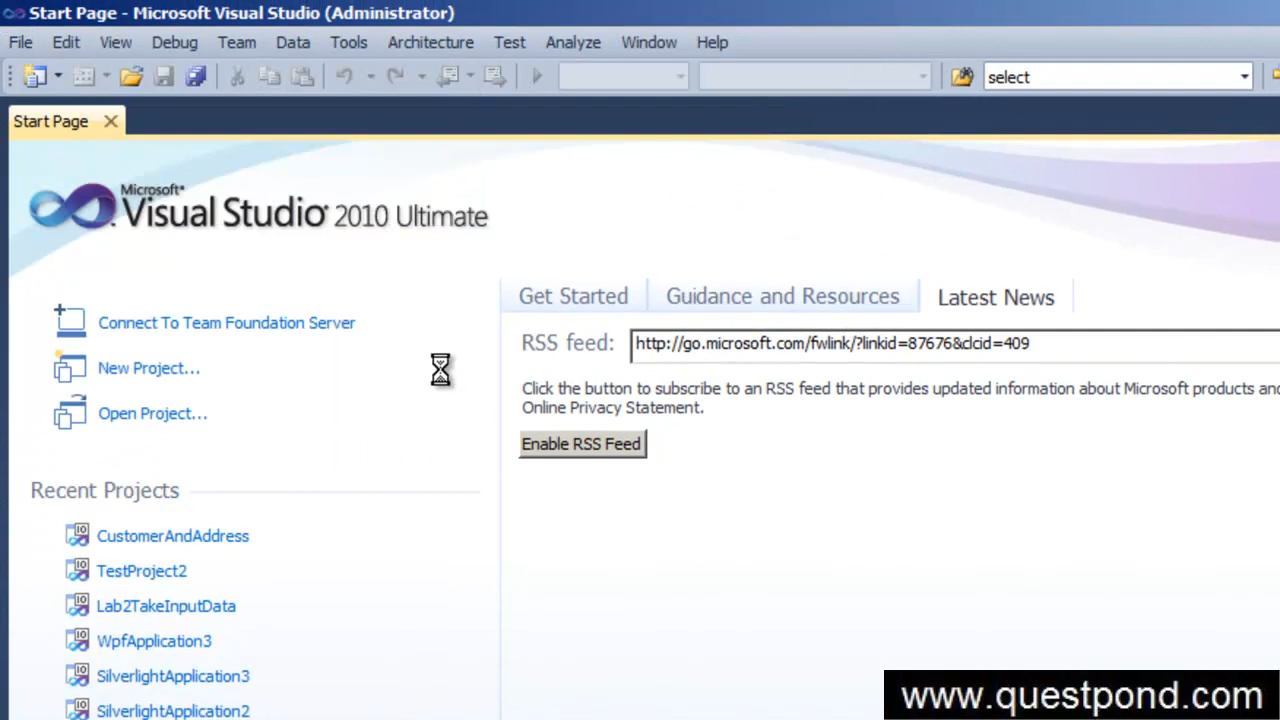 Start Page - Microsoft Visual Studio (Administrator)
File Edit View Debug Team Data Tools Architecture Test Analyze Window Help
select
Start Page
Microsoft®
Visual Studio® 2010 Ultimate
Connect To Team Foundation Server
New Project...
Open Project...
Recent Projects
CustomerAndAddress
TestProject2
Lab2TakeInputData
WpfApplication3
SilverlightApplication3
SilverlightApplication2
Get Started Guidance and Resources Latest News
RSS feed: http://go.microsoft.com/fwlink/?linkid=87676&clcid=409
Click the button to subscribe to an RSS feed that provides updated information about Microsoft products and
Online Privacy Statement.
Enable RSS Feed
www.questpond.com